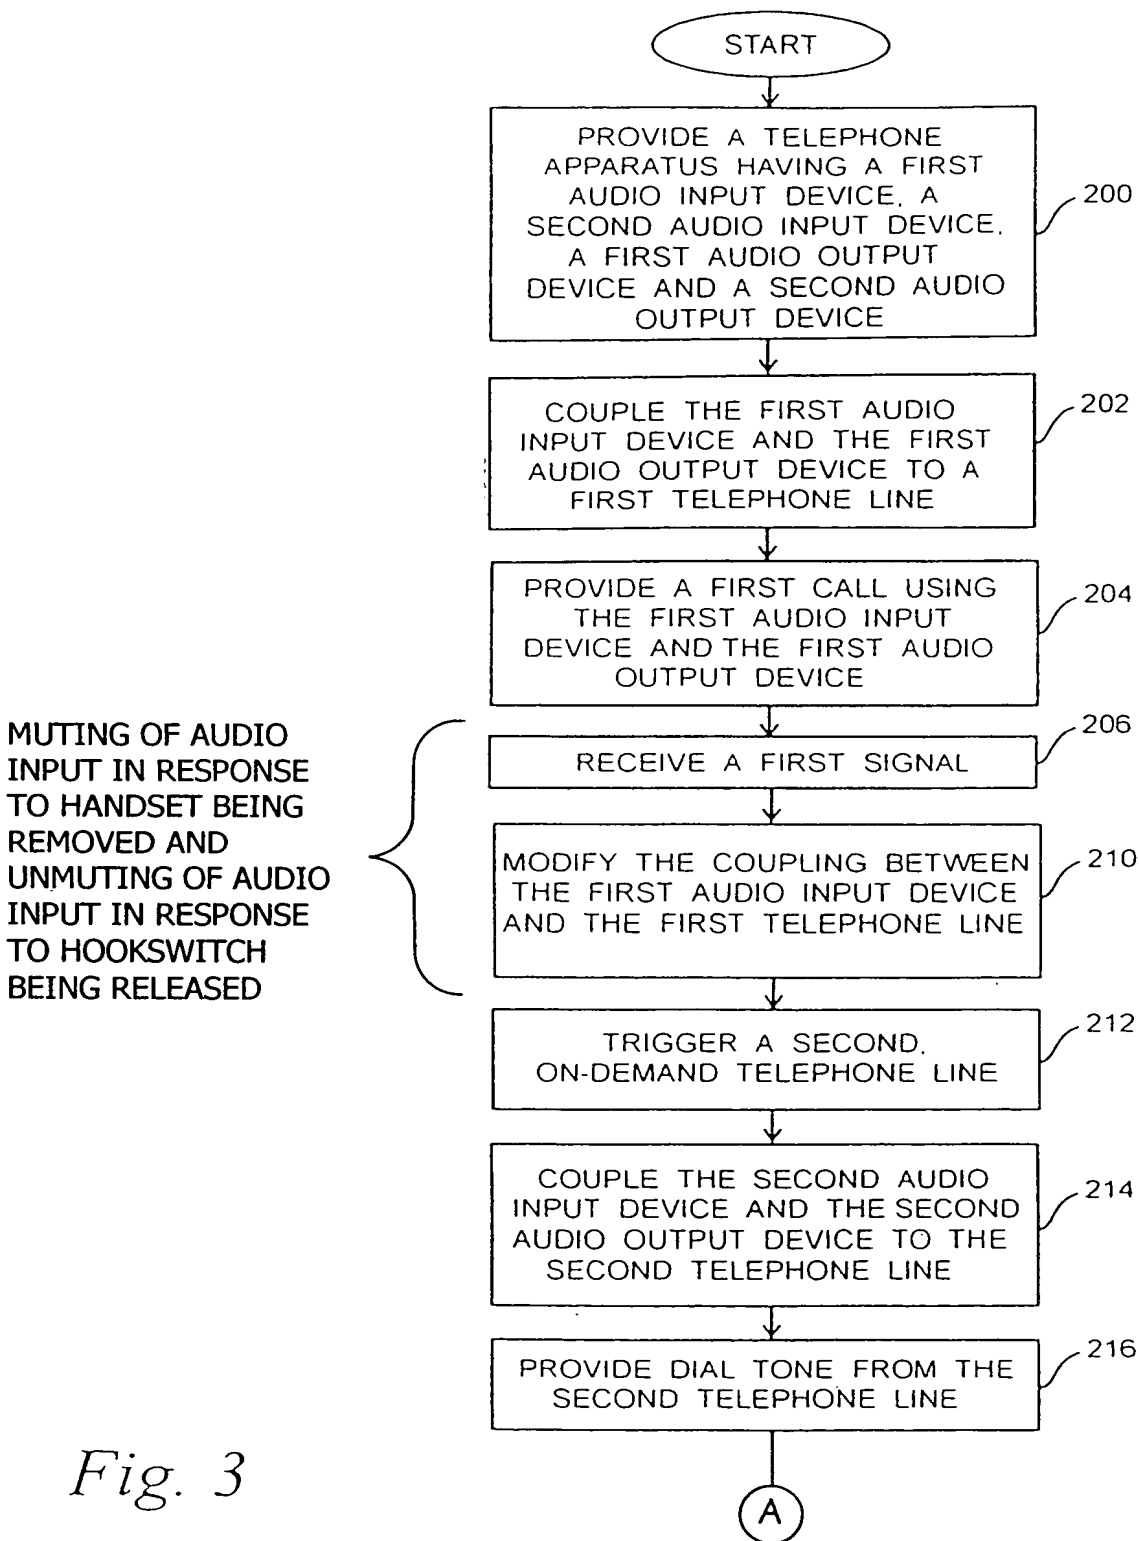 START
PROVIDE A TELEPHONE
APPARATUS HAVING A FIRST
AUDIO INPUT DEVICE, A
SECOND AUDIO INPUT DEVICE,
A FIRST AUDIO OUTPUT
DEVICE AND A SECOND AUDIO
OUTPUT DEVICE
200
COUPLE THE FIRST AUDIO
INPUT DEVICE AND THE FIRST
AUDIO OUTPUT DEVICE TO A
FIRST TELEPHONE LINE
202
PROVIDE A FIRST CALL USING
THE FIRST AUDIO INPUT
DEVICE AND THE FIRST AUDIO
OUTPUT DEVICE
204
MUTING OF AUDIO
INPUT IN RESPONSE
TO HANDSET BEING
REMOVED AND
UNMUTING OF AUDIO
INPUT IN RESPONSE
TO HOOKSWITCH
BEING RELEASED
RECEIVE A FIRST SIGNAL
206
MODIFY THE COUPLING BETWEEN
THE FIRST AUDIO INPUT DEVICE
AND THE FIRST TELEPHONE LINE
210
TRIGGER A SECOND,
ON-DEMAND TELEPHONE LINE
212
COUPLE THE SECOND AUDIO
INPUT DEVICE AND THE SECOND
AUDIO OUTPUT DEVICE TO THE
SECOND TELEPHONE LINE
214
PROVIDE DIAL TONE FROM THE
SECOND TELEPHONE LINE
216
A
Fig. 3